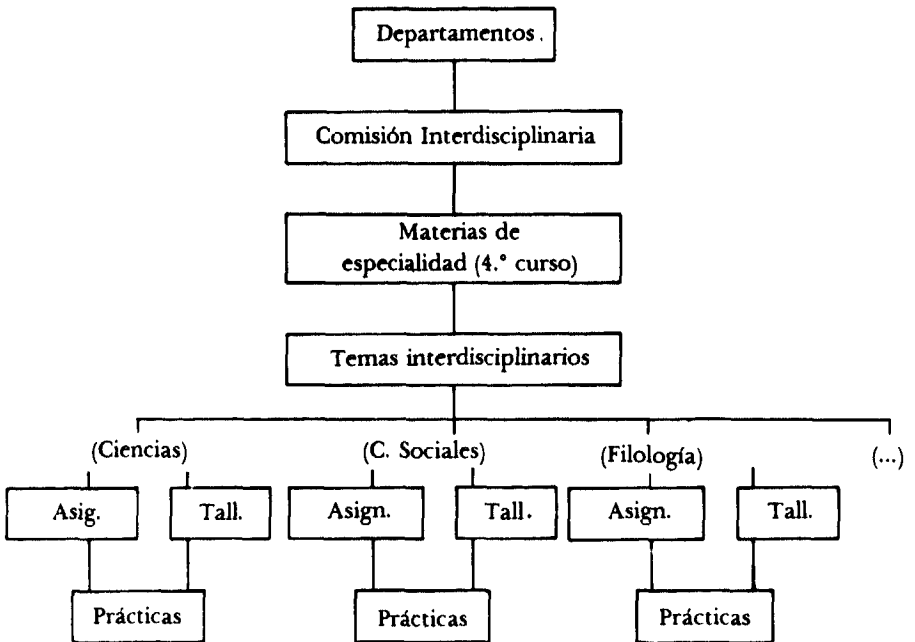 Departamentos.
Comisión Interdisciplinaria
Materias de
especialidad (4.° curso)
Temas interdisciplinarios
(Ciencias) (C. Sociales) (Filología) (...)
Asig. Tall. Asign. Tall. Asign. Tall.
Prácticas Prácticas Prácticas